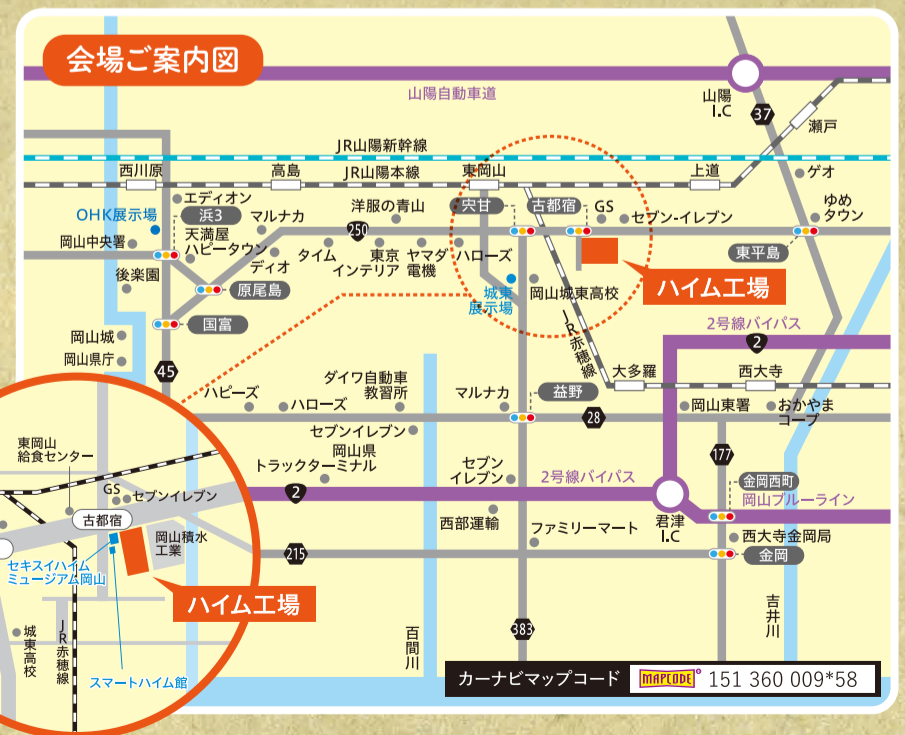 会場ご案内図
山陽自動車道
山陽
I.C
37
瀬戸
JR山陽新幹線
西川原
高島
JR山陽本線
東岡山
上道
ゲオ
エディオン
OHK展示場
浜3
マルナカ
洋服の青山
宍甘
古都宿
GS
セブン-イレブン
ゆめ
タウン
岡山中央署
天満屋
ハピータウン
250
東平島
ディオ
タイム
東京
インテリア
ヤマダ
電機
ハローズ
後楽園
原尾島
城東
展示場
岡山城東高校
ハイム工場
国富
JR赤穂線
2号線バイパス
2
岡山城
岡山県庁
45
大多羅
西大寺
ハピーズ
ハローズ
ダイワ自動車
教習所
マルナカ
益野
28
岡山東署
おかやま
コープ
セブンイレブン
岡山県
トラックターミナル
セブン
イレブン
177
2
2号線バイパス
金岡西町
岡山ブルーライン
西部運輸
ファミリーマート
君津
I.C
西大寺金岡局
金岡
215
383
百間川
吉井川
東岡山
給食センター
GS
セブンイレブン
古都宿
岡山積水
工業
セキスイハイム
ミュージアム岡山
ハイム工場
城東高校
JR赤穂線
スマートハイム館
カーナビマップコード
MAPCODE
151 360 009*58